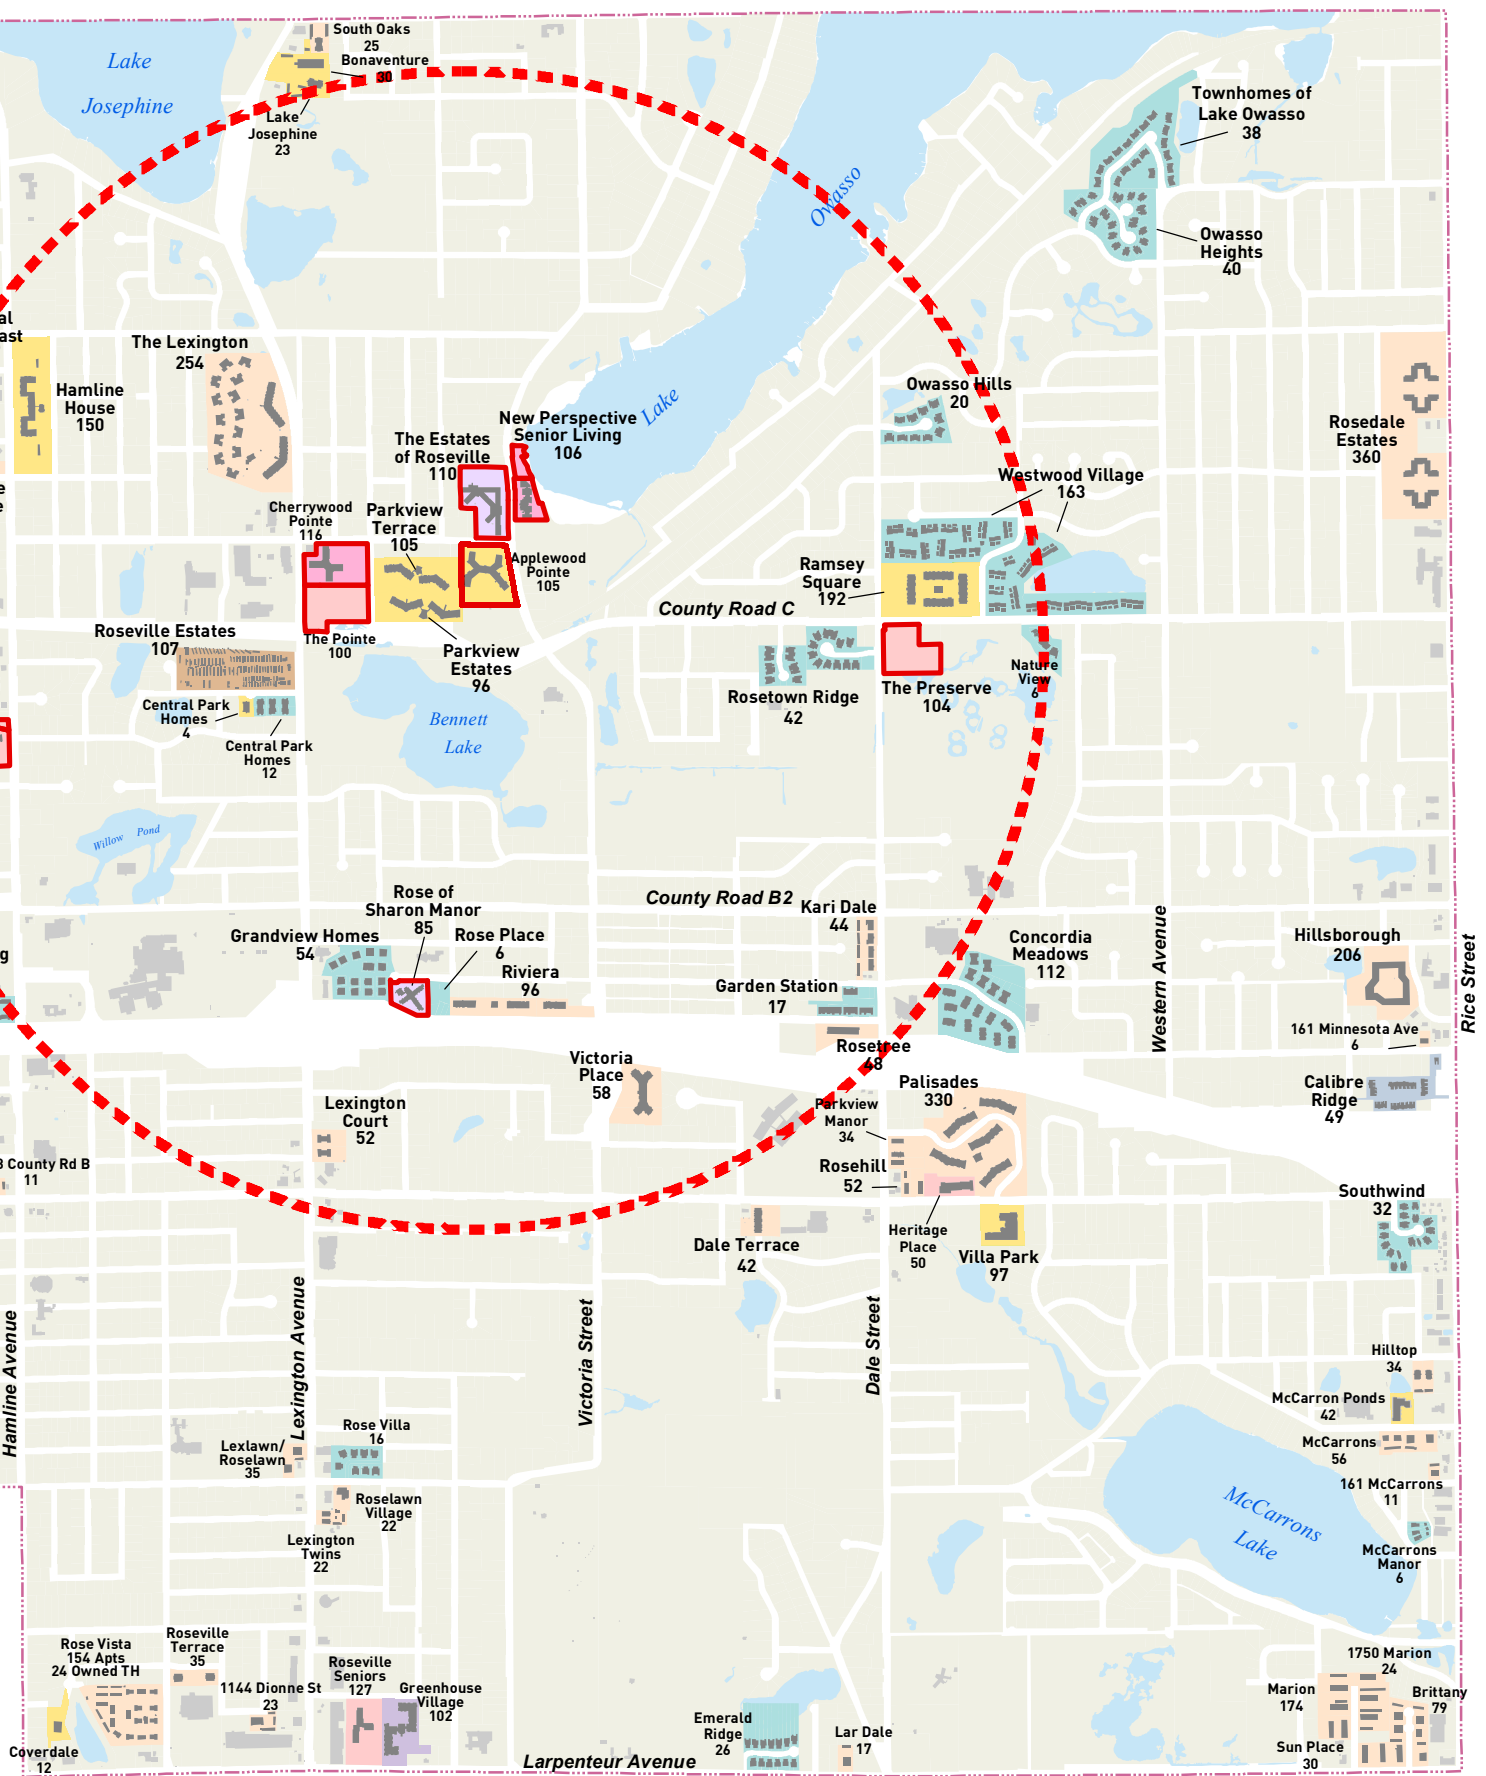 South Oaks
25
Bonaventure
30
Lake
Josephine
Lake
Josephine
23
Townhomes of
Lake Owasso
38
Owasso
Owasso
Heights
40
al
ast
The Lexington
254
Hamline
House
150
Lake
New Perspective
Senior Living
106
The Estates
of Roseville
110
Owasso Hills
20
Rosedale
Estates
360
Westwood Village
163
Cherrywood
Pointe
116
Parkview
Terrace
105
Applewood
Pointe
105
Ramsey
Square
192
County Road C
e
e
Roseville Estates
107
The Pointe
100
Parkview
Estates
96
Rosetown Ridge
42
The Preserve
104
Nature
View
6
Central Park
Homes
4
Central Park
Homes
12
Bennett
Lake
Willow Pond
Rose of
Sharon Manor
85
County Road B2
Kari Dale
44
Grandview Homes
54
Rose Place
6
Riviera
96
Garden Station
17
Concordia
Meadows
112
Western Avenue
Hillsborough
206
Rice Street
g
161 Minnesota Ave
6
Rosetree
48
Victoria
Place
58
Palisades
330
Calibre
Ridge
49
Lexington
Court
52
Parkview
Manor
34
Rosehill
52
B County Rd B
11
Southwind
32
Dale Terrace
42
Heritage
Place
50
Villa Park
97
Hamline Avenue
Lexington Avenue
Victoria Street
Dale Street
Hilltop
34
McCarron Ponds
42
McCarrons
56
161 McCarrons
11
Rose Villa
16
Lexlawn/
Roselawn
35
Roselawn
Village
22
Lexington
Twins
22
McCarrons
Lake
McCarrons
Manor
6
Rose Vista
154 Apts
24 Owned TH
Roseville
Terrace
35
1144 Dionne St
23
Roseville
Seniors
127
Greenhouse
Village
102
Coverdale
12
Emerald
Ridge
26
Lar Dale
17
Larpenteur Avenue
1750 Marion
24
Marion
174
Brittany
79
Sun Place
30